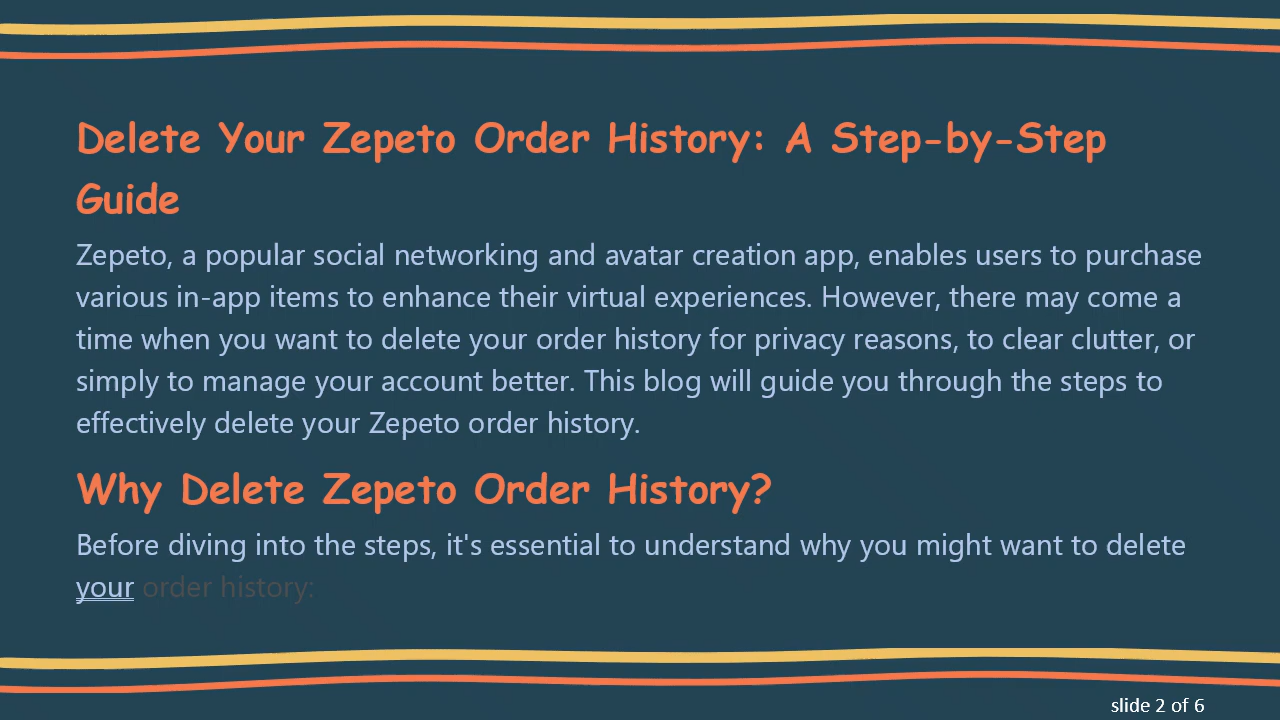 Delete Your Zepeto Order History: A Step-by-Step
Guide
Zepeto, a popular social networking and avatar creation app, enables users to purchase
various in-app items to enhance their virtual experiences. However, there may come a
time when you want to delete your order history for privacy reasons, to clear clutter, or
simply to manage your account better. This blog will guide you through the steps to
effectively delete your Zepeto order history.
Why Delete Zepeto Order History?
Before diving into the steps, it's essential to understand why you might want to delete
your order history:
slide 2 of 6